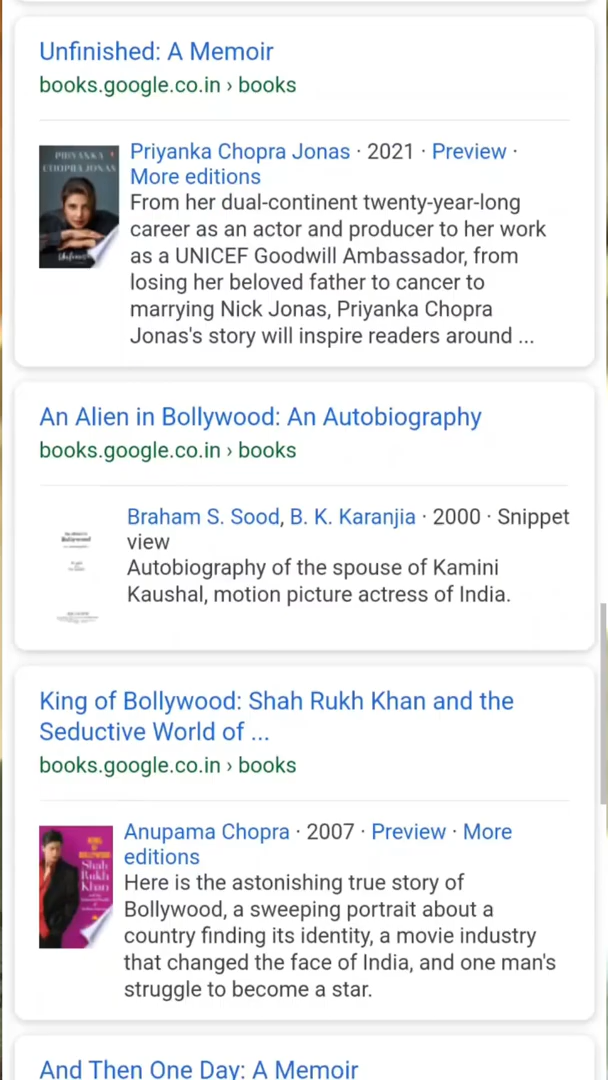 Unfinished: A Memoir
books.google.co.in › books
PRIYANKA
CHOPRA JONAS
Priyanka Chopra Jonas · 2021 · Preview ·
More editions
From her dual-continent twenty-year-long
career as an actor and producer to her work
as a UNICEF Goodwill Ambassador, from
losing her beloved father to cancer to
marrying Nick Jonas, Priyanka Chopra
Jonas's story will inspire readers around ...
An Alien in Bollywood: An Autobiography
books.google.co.in › books
Bollywood
Braham S. Sood, B. K. Karanjia · 2000 · Snippet
view
Autobiography of the spouse of Kamini
Kaushal, motion picture actress of India.
King of Bollywood: Shah Rukh Khan and the
Seductive World of ...
books.google.co.in › books
KING
OF
BOLLYWOOD
Shah
Rukh
Khan
Anupama Chopra · 2007 · Preview · More
editions
Here is the astonishing true story of
Bollywood, a sweeping portrait about a
country finding its identity, a movie industry
that changed the face of India, and one man's
struggle to become a star.
And Then One Day: A Memoir